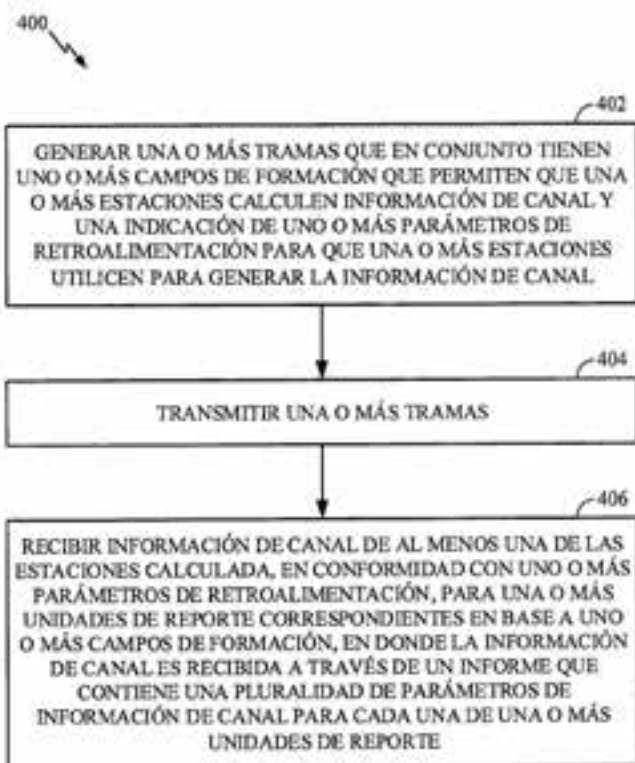 400
402
GENERAR UNA O MÁS TRAMAS QUE EN CONJUNTO TIENEN
UNO O MÁS CAMPOS DE FORMACIÓN QUE PERMITEN QUE UNA
O MÁS ESTACIONES CALCULEN INFORMACIÓN DE CANAL Y
UNA INDICACIÓN DE UNO O MÁS PARÁMETROS DE
RETROALIMENTACIÓN PARA QUE UNA O MÁS ESTACIONES
UTILICEN PARA GENERAR LA INFORMACIÓN DE CANAL
404
TRANSMITIR UNA O MÁS TRAMAS
406
RECIBIR INFORMACIÓN DE CANAL DE AL MENOS UNA DE LAS
ESTACIONES CALCULADA, EN CONFORMIDAD CON UNO O MÁS
PARÁMETROS DE RETROALIMENTACIÓN, PARA UNA O MÁS
UNIDADES DE REPORTE CORRESPONDIENTES EN BASE A UNO
O MÁS CAMPOS DE FORMACIÓN, EN DONDE LA INFORMACIÓN
DE CANAL ES RECIBIDA A TRAVÉS DE UN INFORME QUE
CONTIENE UNA PLURALIDAD DE PARÁMETROS DE
INFORMACIÓN DE CANAL PARA CADA UNA DE UNA O MÁS
UNIDADES DE REPORTE